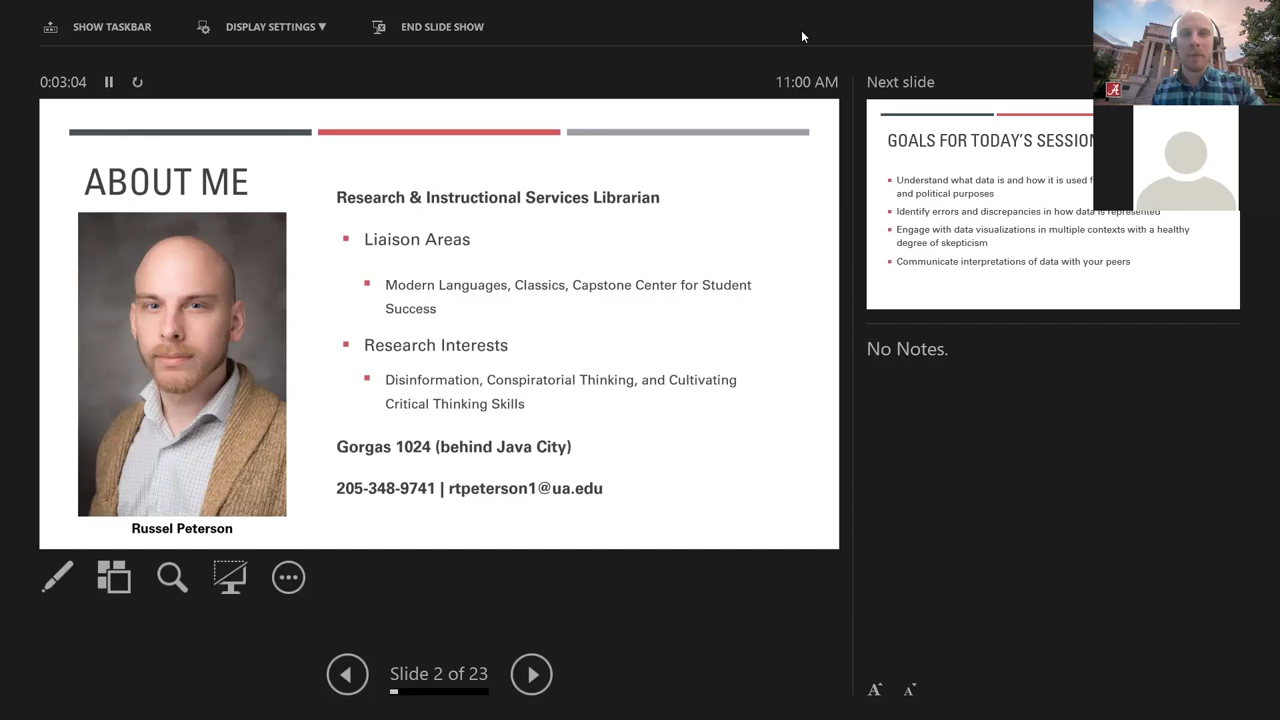 SHOW TASKBAR
DISPLAY SETTINGS ▼
END SLIDE SHOW
0:03:04
11:00 AM
ABOUT ME
Russel Peterson
Research & Instructional Services Librarian
Liaison Areas
Modern Languages, Classics, Capstone Center for Student
Success
Research Interests
Disinformation, Conspiratorial Thinking, and Cultivating
Critical Thinking Skills
Gorgas 1024 (behind Java City)
205-348-9741 | rtpeterson1@ua.edu
Slide 2 of 23
Next slide
A
GOALS FOR TODAY'S SESSION
Understand what data is and how it is used
and political purposes
Identify errors and discrepancies in how data is represented
Engage with data visualizations in multiple contexts with a healthy
degree of skepticism
Communicate interpretations of data with your peers
No Notes.
A A